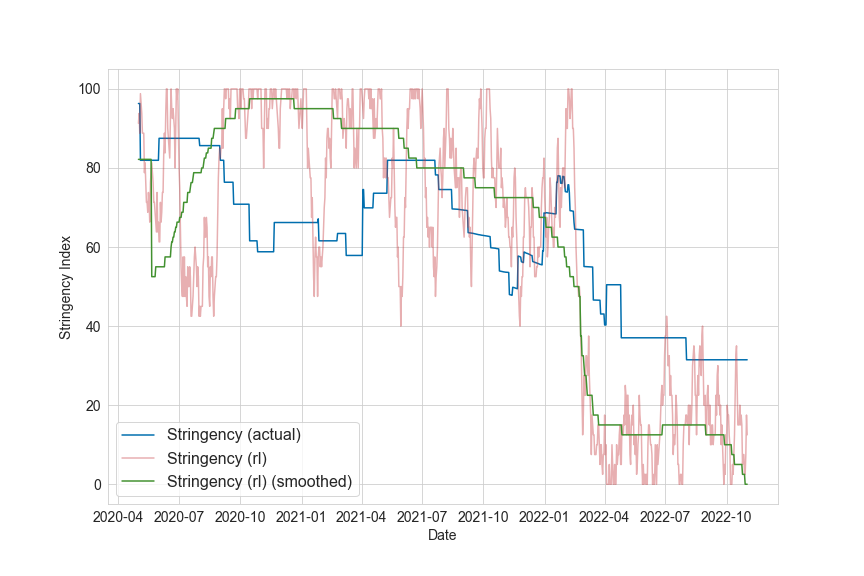 100
80
60
40
20
0
Stringency Index
Stringency (actual)
Stringency (rl)
Stringency (rl) (smoothed)
2020-04 2020-07 2020-10 2021-01 2021-04 2021-07 2021-10 2022-01 2022-04 2022-07 2022-10
Date